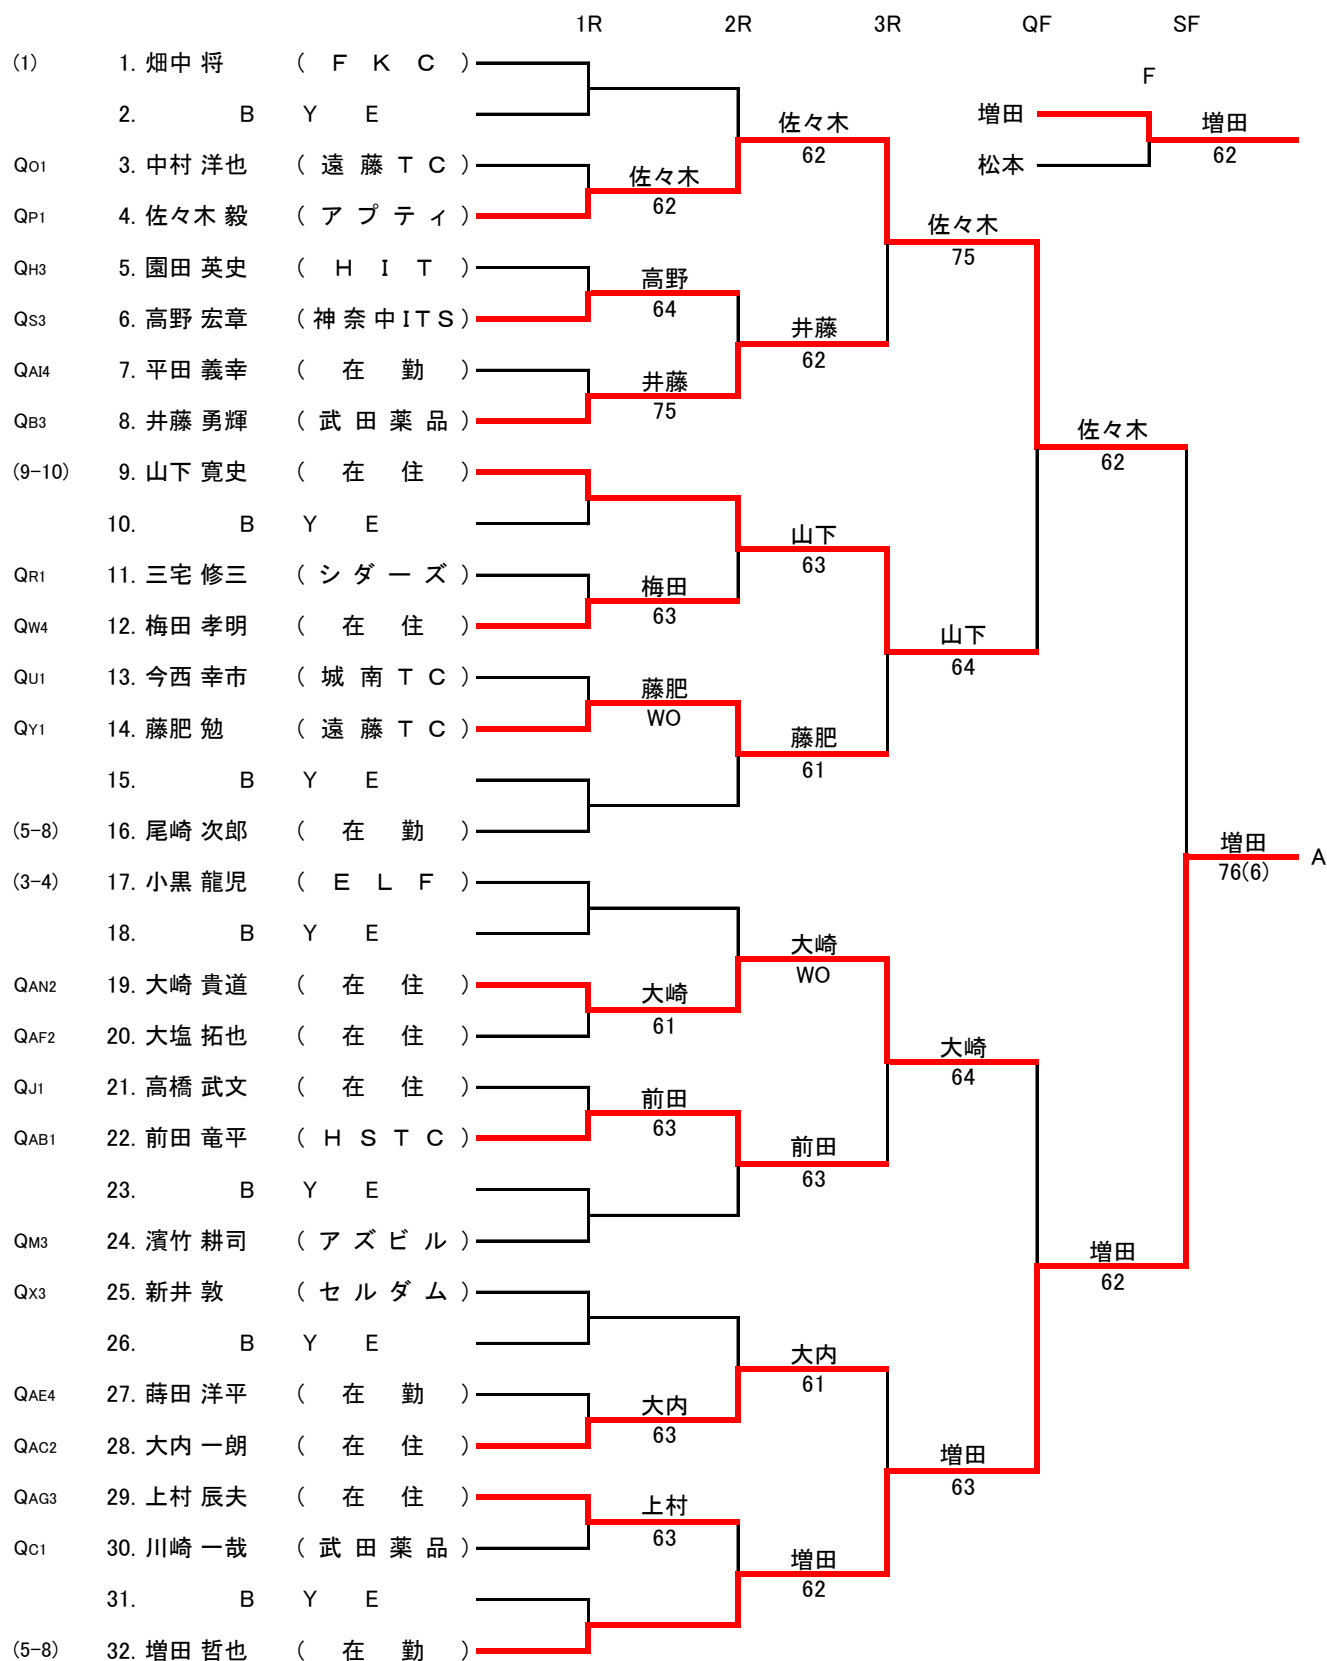 1R 2R 3R QF SF
(1) 1. 畑中 将 ( F K C )
F
2. B Y E
増田 増田
佐々木
62 62
QO1 3. 中村 洋也 ( 遠 藤 T C )
松本
佐々木
62
QP1 4. 佐々木 毅 ( ア プ テ ィ )
佐々木
75
QH3 5. 園田 英史 ( H I T )
高野
64
QS3 6. 高野 宏章 ( 神 奈 中 I T S )
井藤
62
QAI4 7. 平田 義幸 ( 在 勤 )
井藤
75
QB3 8. 井藤 勇輝 ( 武 田 薬 品 )
佐々木
62
(9-10) 9. 山下 寛史 ( 在 住 )
10. B Y E
山下
63
QR1 11. 三宅 修三 ( シ ダ ー ズ )
梅田
63
QW4 12. 梅田 孝明 ( 在 住 )
山下
64
QU1 13. 今西 幸市 ( 城 南 T C )
藤肥
WO
QY1 14. 藤肥 勉 ( 遠 藤 T C )
藤肥
61
15. B Y E
(5-8) 16. 尾崎 次郎 ( 在 勤 )
増田 A
76(6)
(3-4) 17. 小黒 龍児 ( E L F )
18. B Y E
大崎
WO
QAN2 19. 大崎 貴道 ( 在 住 )
大崎
61
QAF2 20. 大塩 拓也 ( 在 住 )
大崎
64
QJ1 21. 高橋 武文 ( 在 住 )
前田
63
QAB1 22. 前田 竜平 ( H S T C )
前田
63
23. B Y E
QM3 24. 濱竹 耕司 ( ア ズ ビ ル )
増田
62
QX3 25. 新井 敦 ( セ ル ダ ム )
26. B Y E
大内
61
QAE4 27. 蒔田 洋平 ( 在 勤 )
大内
63
QAC2 28. 大内 一朗 ( 在 住 )
増田
63
QAG3 29. 上村 辰夫 ( 在 住 )
上村
63
QC1 30. 川崎 一哉 ( 武 田 薬 品 )
増田
62
31. B Y E
(5-8) 32. 増田 哲也 ( 在 勤 )